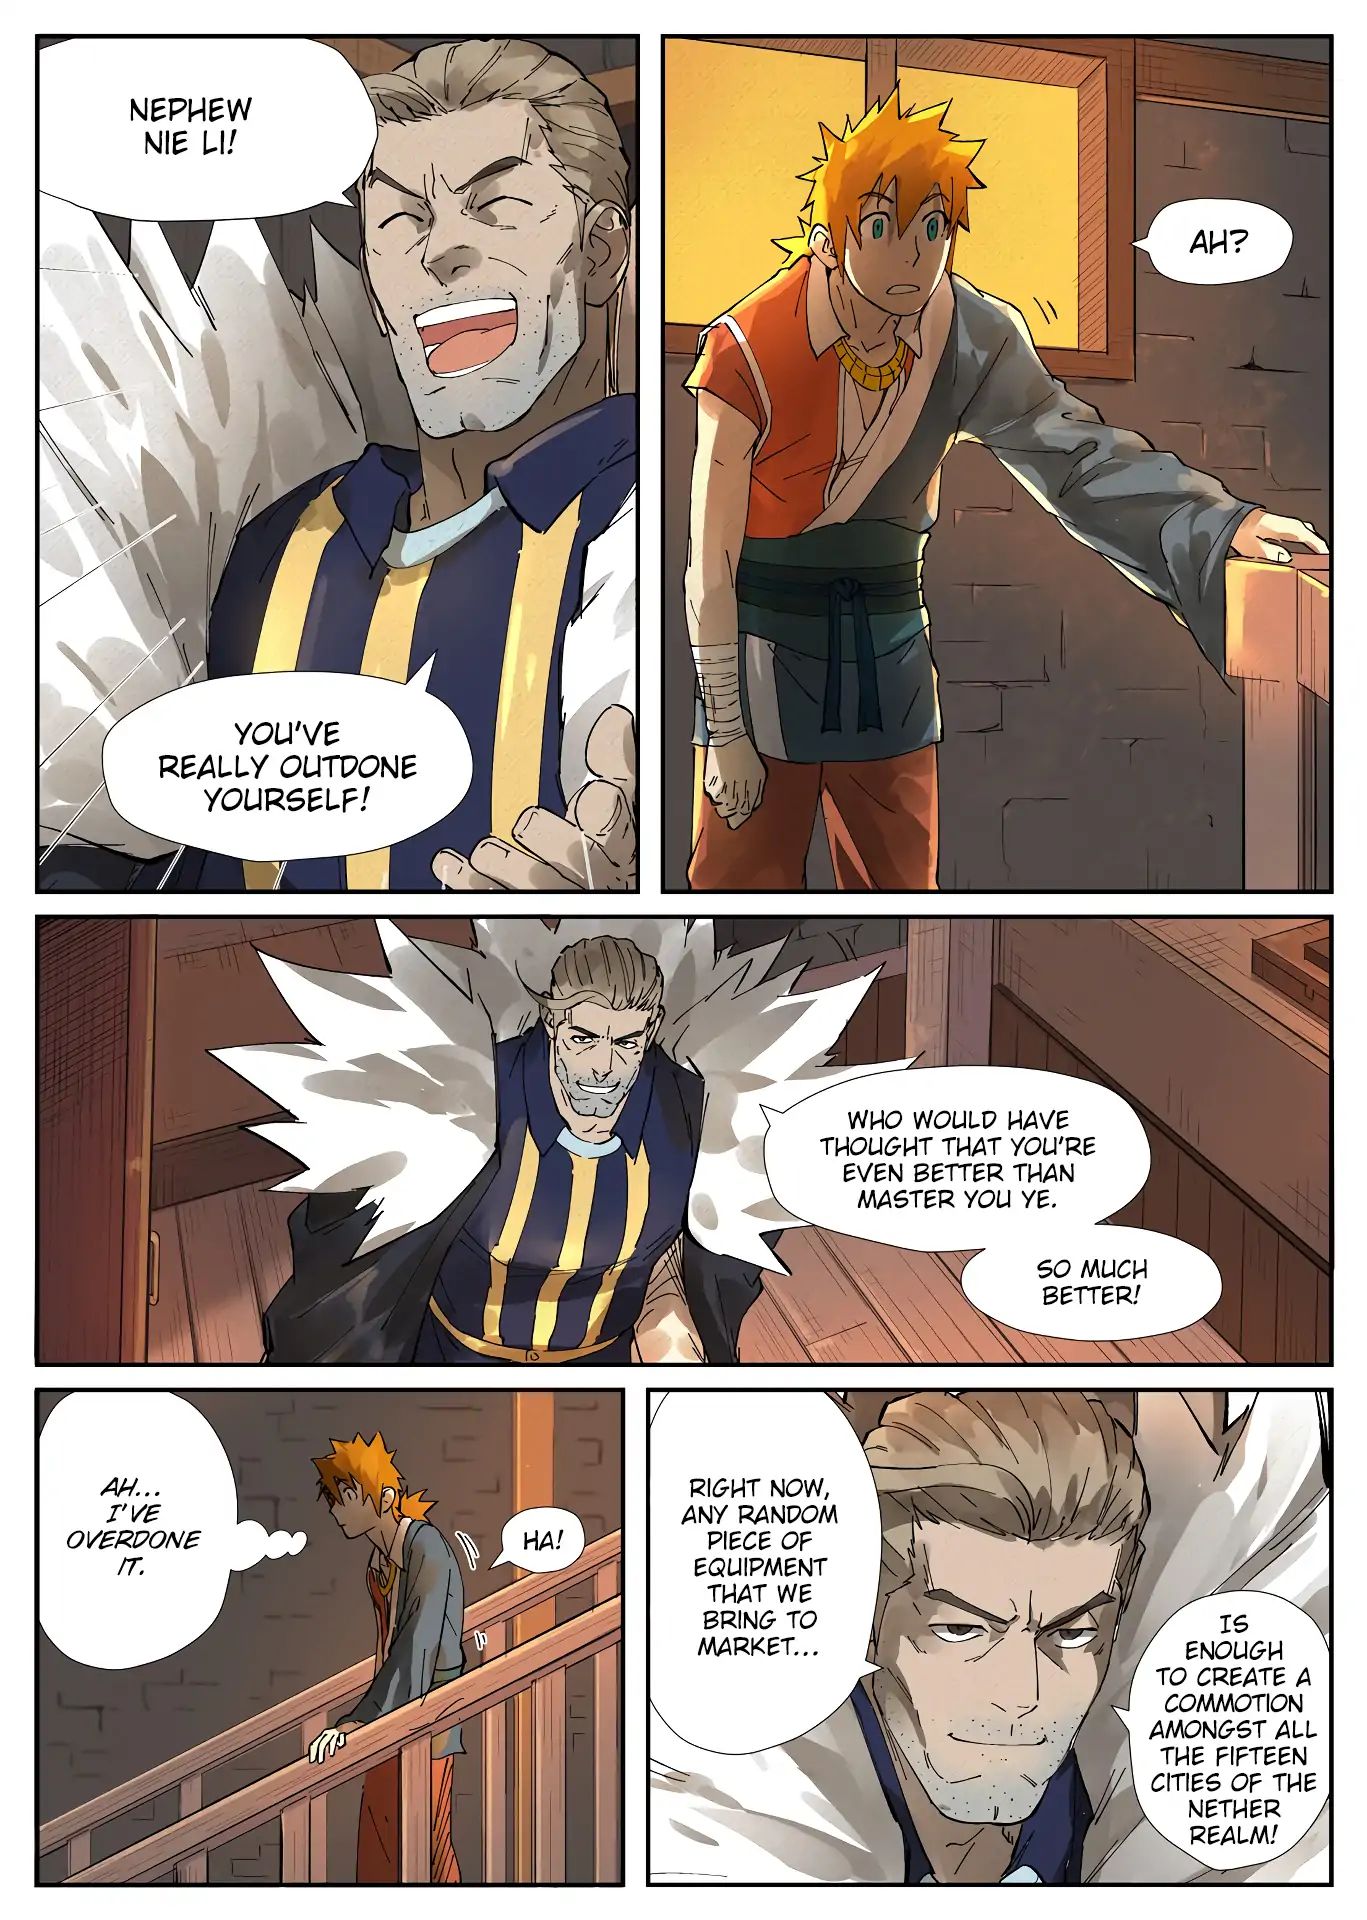 NEPHEW
NIE LI!
YOU'VE
REALLY OUTDONE
YOURSELF!
AH?
WHO WOULD HAVE
THOUGHT THAT YOU'RE
EVEN BETTER THAN
MASTER YOU YE.
SO MUCH
BETTER!
AH...
I'VE
OVERDONE
IT.
HA!
RIGHT NOW,
ANY RANDOM
PIECE OF
EQUIPMENT
THAT WE
BRING TO
MARKET...
IS
ENOUGH
TO CREATE A
COMMOTION
AMONGST ALL
THE FIFTEEN
CITIES OF THE
NETHER
REALM!